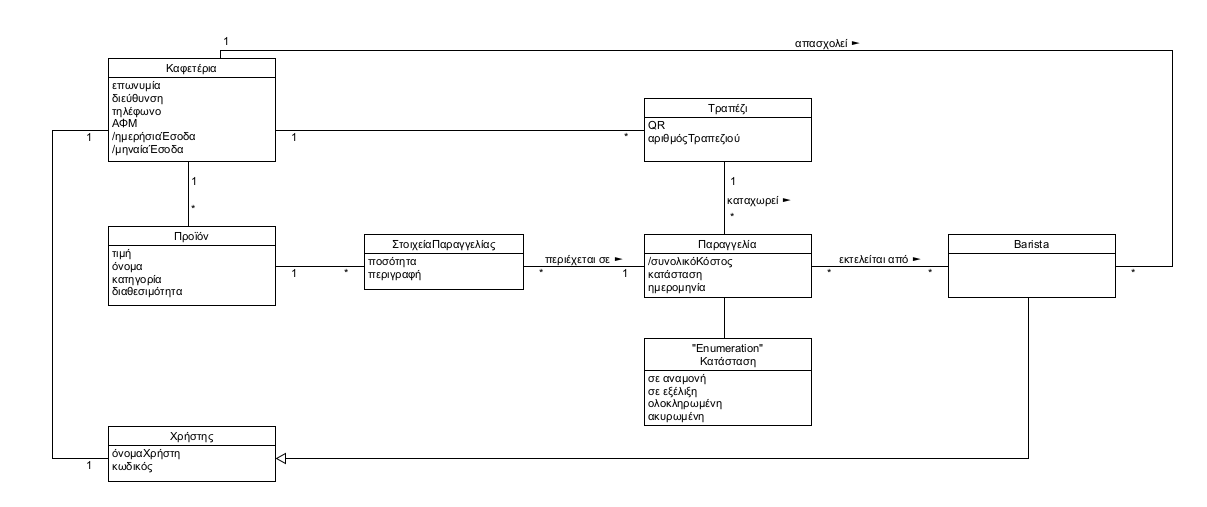 1
απασχολεί ►
Καφετέρια
επωνυμία
διεύθυνση
τηλέφωνο
ΑΦΜ
/ημερήσιαΈσοδα
/μηναίαΈσοδα
1
1
*
Τραπέζι
QR
αριθμόςΤραπεζιού
1
*
1
καταχωρεί ►
*
Προϊόν
τιμή
όνομα
κατηγορία
διαθεσιμότητα
1
*
ΣτοιχείαΠαραγγελίας
ποσότητα
περιγραφή
περιέχεται σε ►
*
1
Παραγγελία
/συνολικόΚόστος
κατάσταση
ημερομηνία
εκτελείται από ►
*
*
Barista
*
"Enumeration"
Κατάσταση
σε αναμονή
σε εξέλιξη
ολοκληρωμένη
ακυρωμένη
Χρήστης
όνομαΧρήστη
κωδικός
1